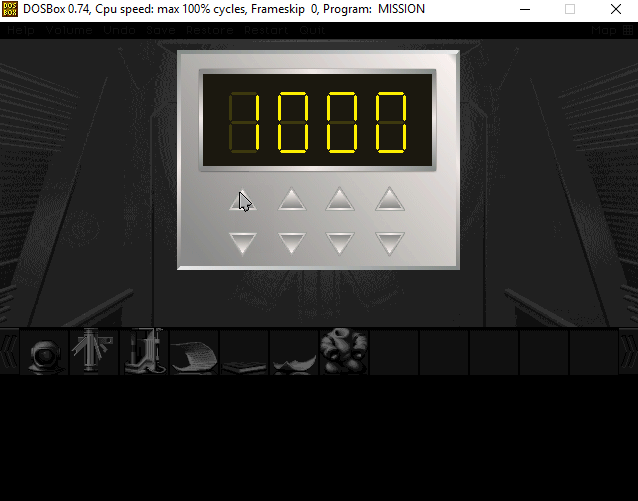 DOSBox 0.74, Cpu speed: max 100% cycles, Frameskip 0, Program: MISSION
Help Volume Undo Save Restore Restart Quit Map
1000